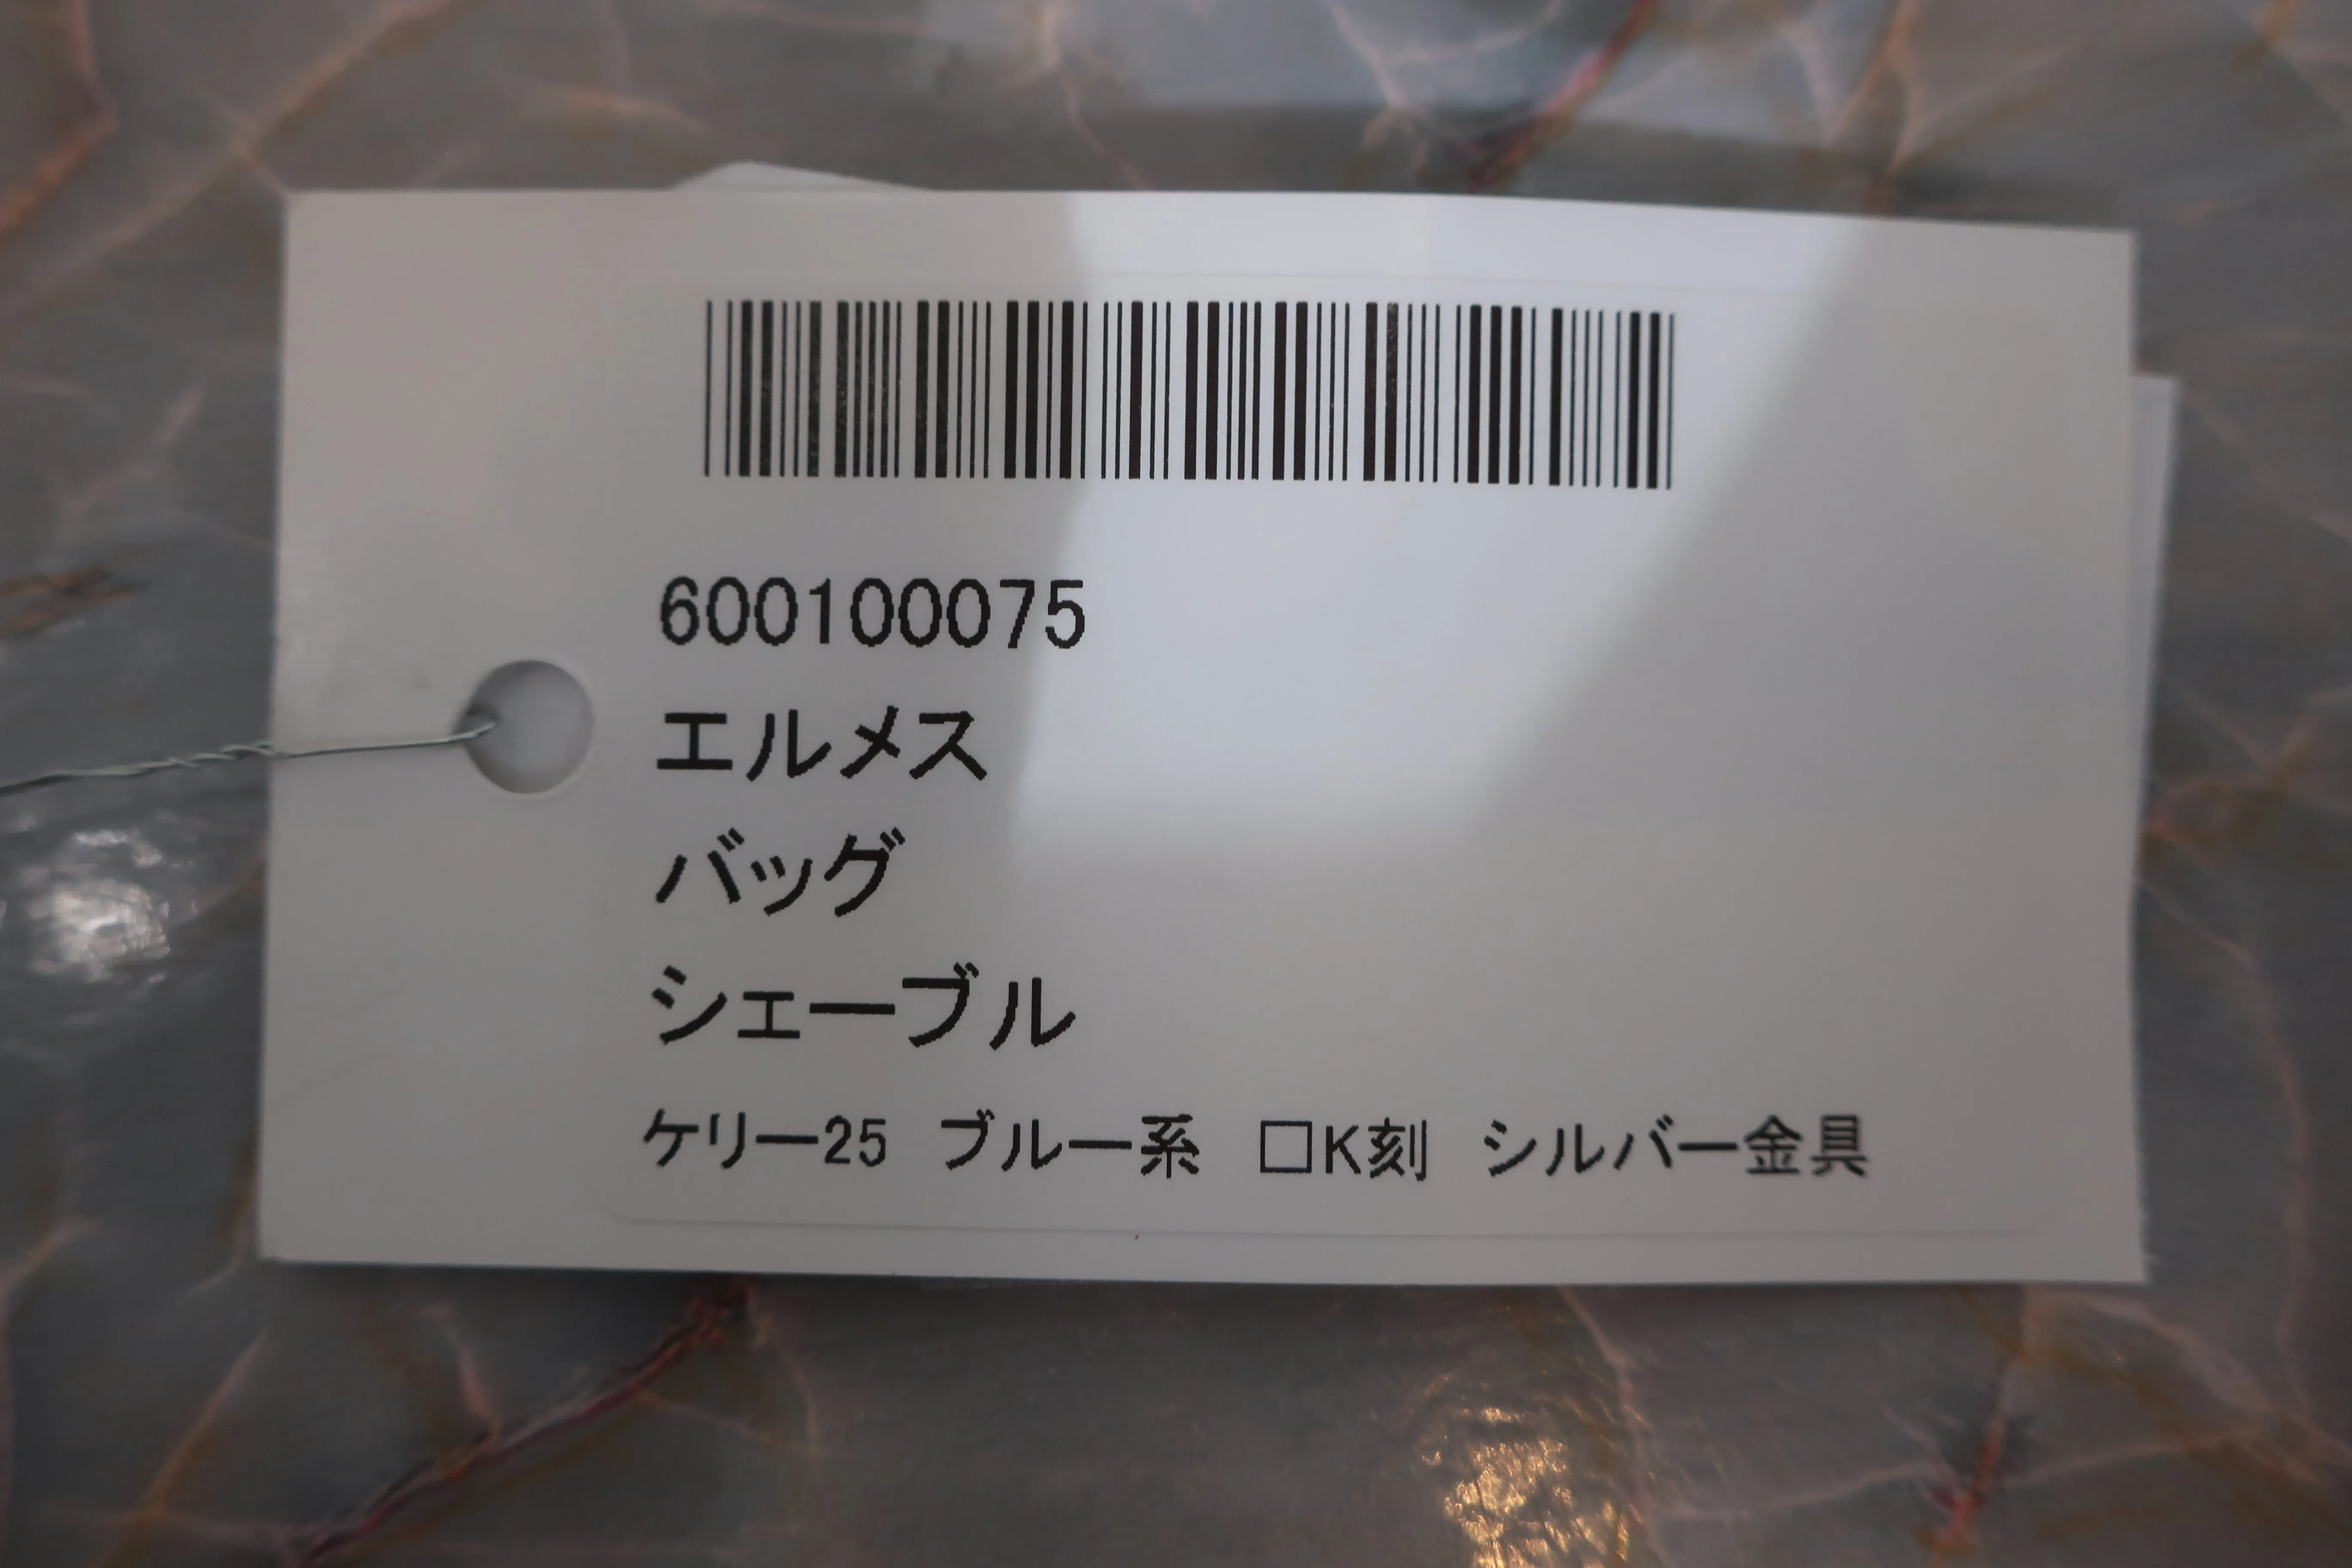 600100075
エルメス
バッグ
シェーブル
ケリー25 ブルー系 □K刻 シルバー金具